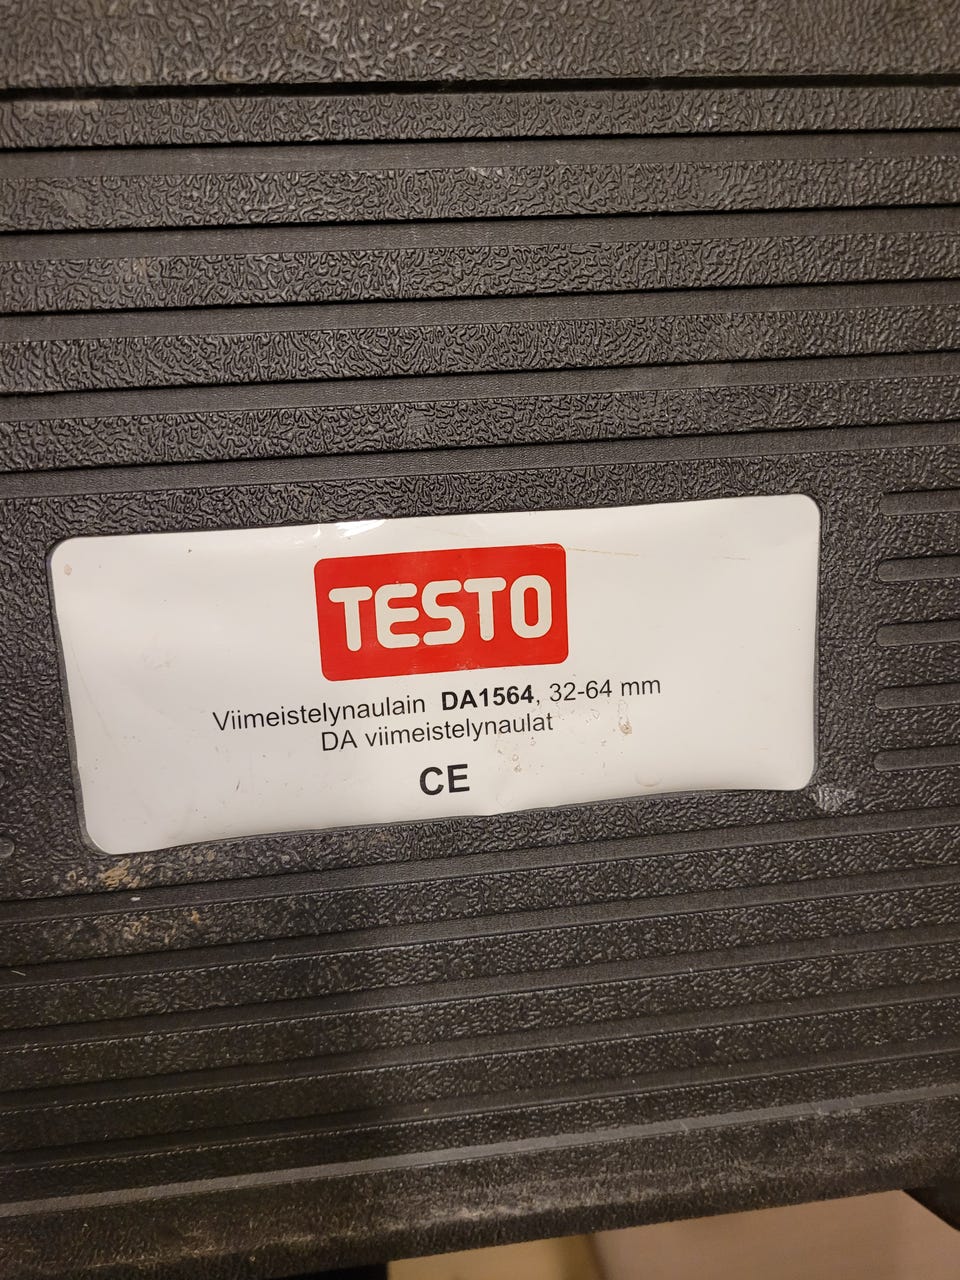 TESTO
Viimeistelynaulain DA1564, 32-64 mm
DA viimeistelynaulat
CE